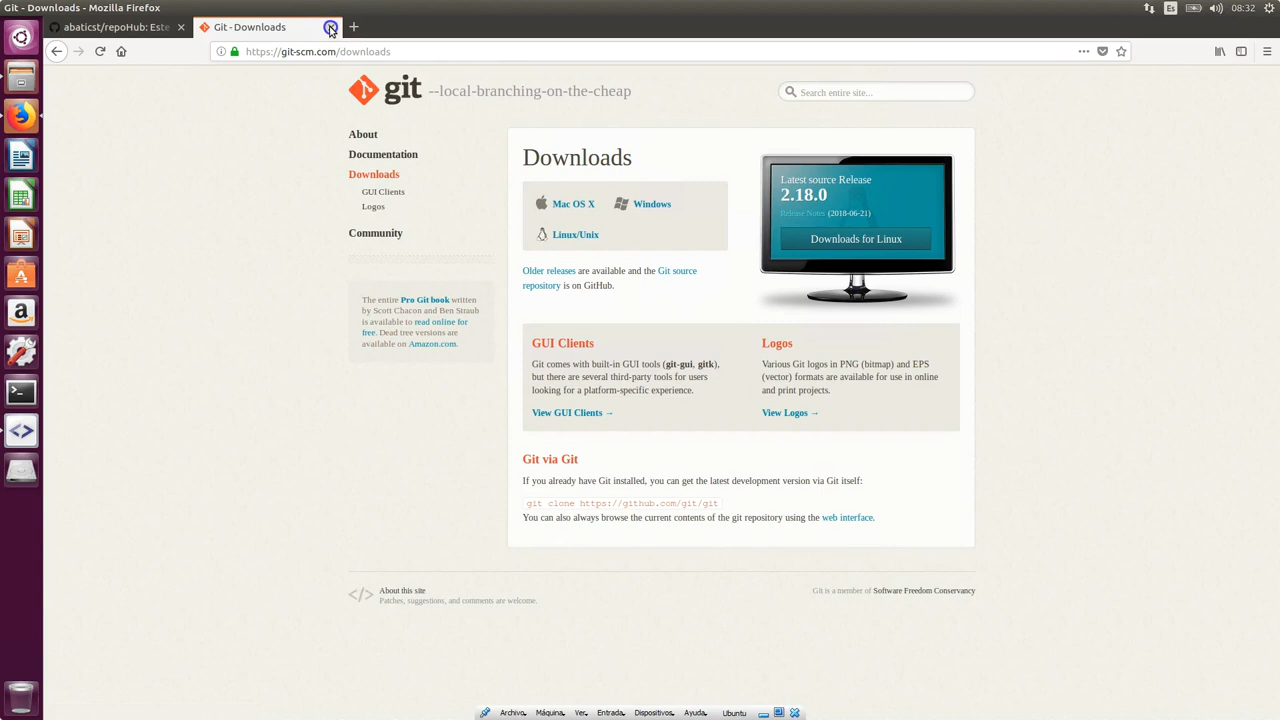 Git - Downloads - Mozilla Firefox
Es
08:32
abaticst/repoHub: Este
Git - Downloads
https://git-scm.com/downloads
git --local-branching-on-the-cheap
Search entire site...
About
Documentation
Downloads
GUI Clients
Logos
Community
The entire Pro Git book written
by Scott Chacon and Ben Straub
is available to read online for
free. Dead tree versions are
available on Amazon.com.
Downloads
Mac OS X
Windows
Linux/Unix
Older releases are available and the Git source
repository is on GitHub.
Latest source Release
2.18.0
Release Notes (2018-06-21)
Downloads for Linux
GUI Clients
Git comes with built-in GUI tools (git-gui, gitk),
but there are several third-party tools for users
looking for a platform-specific experience.
View GUI Clients →
Logos
Various Git logos in PNG (bitmap) and EPS
(vector) formats are available for use in online
and print projects.
View Logos →
Git via Git
If you already have Git installed, you can get the latest development version via Git itself:
git clone https://github.com/git/git
You can also always browse the current contents of the git repository using the web interface.
About this site
Patches, suggestions, and comments are welcome.
Git is a member of Software Freedom Conservancy
Archivo
Máquina
Ver
Entrada
Dispositivos
Ayuda
Ubuntu